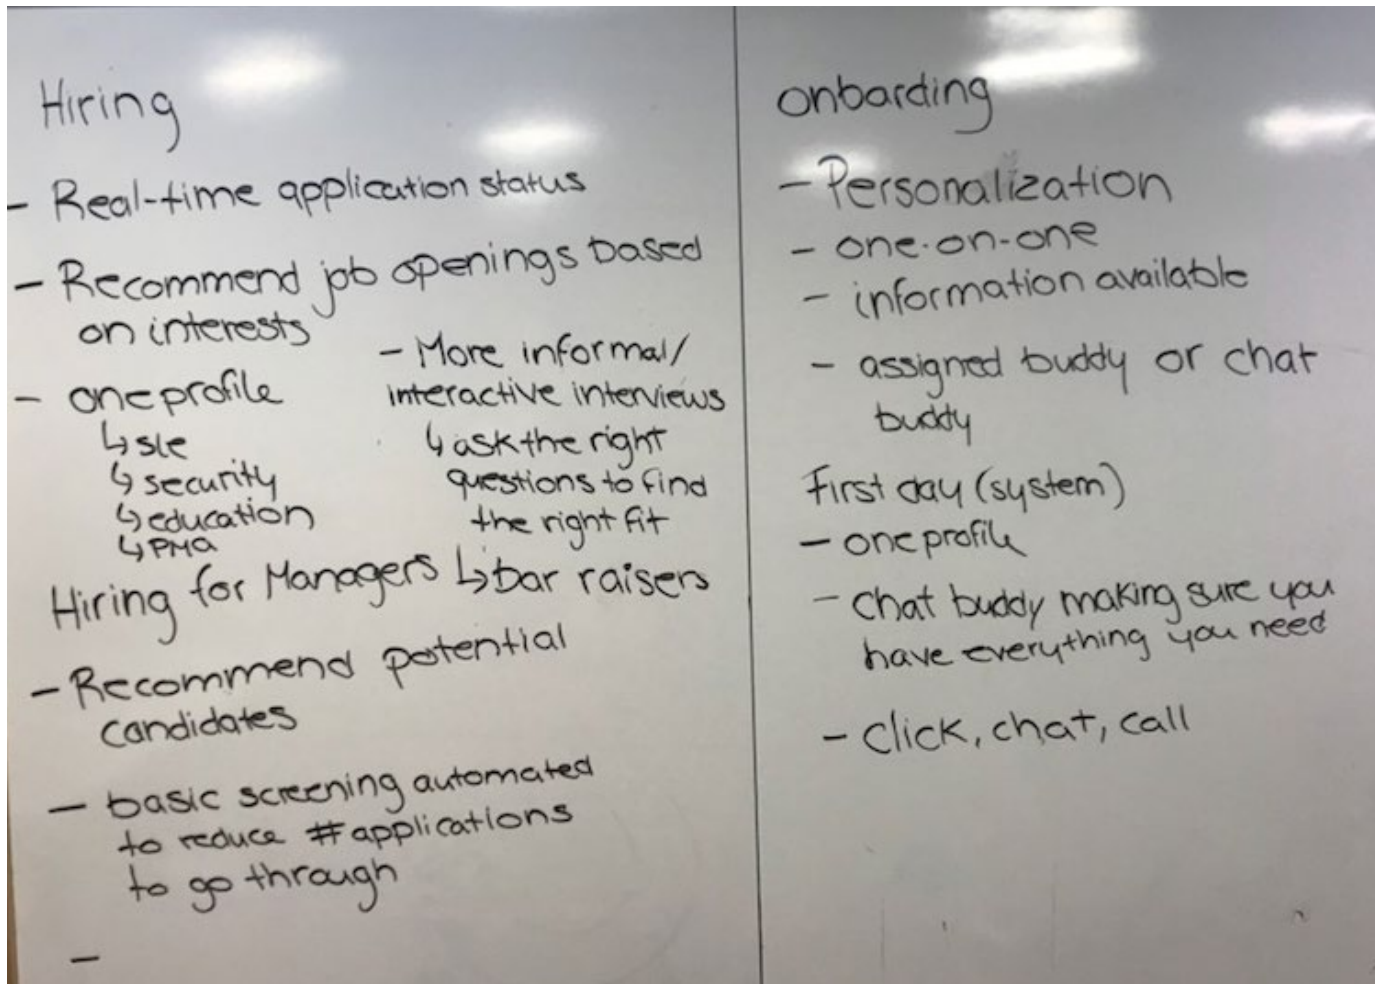 Hiring
- Real-time application status
- Recommend job openings based
on interests
- one profile
↳ sle
↳ security
↳ education
↳ PMA
- More informal/
interactive interviews
↳ ask the right
questions to find
the right fit
↳ bar raisers
Hiring for Managers
- Recommend potential
candidates
- basic screening automated
to reduce #applications
to go through
-
onbarding
- Personalization
- one-on-one
- information available
- assigned buddy or chat
buddy
First day (system)
- one profile
- chat buddy making sure you
have everything you need
- click, chat, call